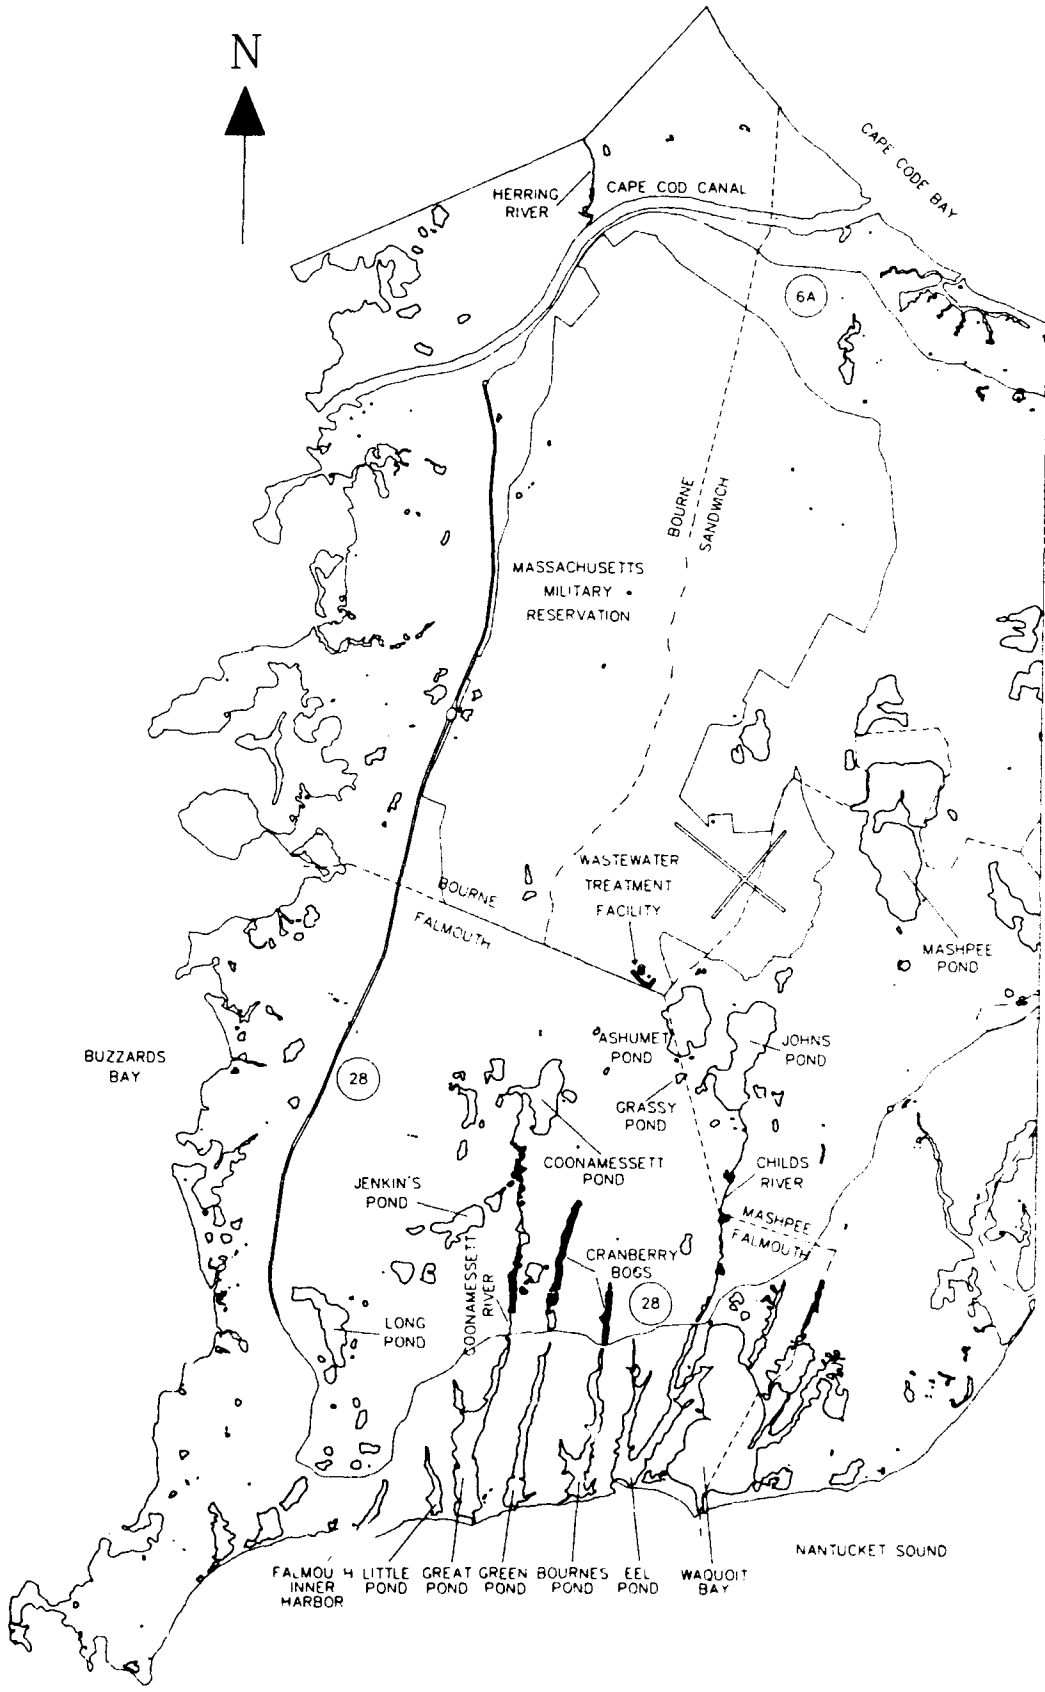 N
CAPE CODE BAY
HERRING
RIVER
CAPE COD CANAL
6A
BOURNE
SANDWICH
MASSACHUSETTS
MILITARY
RESERVATION
WASTEWATER
TREATMENT
FACILITY
BOURNE
FALMOUTH
MASHPEE
POND
BUZZARDS
BAY
28
ASHUMET
POND
JOHNS
POND
GRASSY
POND
COONAMESSETT
POND
CHILDS
RIVER
JENKIN'S
POND
MASHPEE
FALMOUTH
COONAMESSETT
RIVER
CRANBERRY
BOGS
28
LONG
POND
NANTUCKET SOUND
FALMOU H
INNER
HARBOR
LITTLE
POND
GREAT
POND
GREEN
POND
BOURNES
POND
EEL
POND
WAQUOIT
BAY